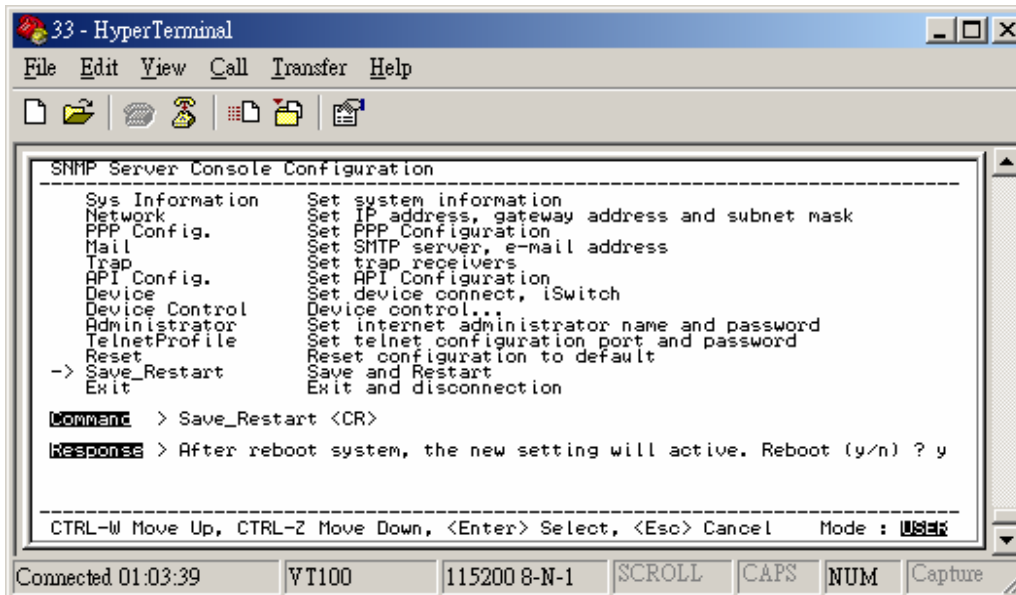 33 - HyperTerminal
File Edit View Call Transfer Help
SNMP Server Console Configuration
Sys Information Set system information
Network Set IP address, gateway address and subnet mask
PPP Config. Set PPP Configuration
Mail Set SMTP server, e-mail address
Trap Set trap receivers
API Config. Set API Configuration
Device Set device connect, iSwitch
Device Control Device control...
Administrator Set internet administrator name and password
TelnetProfile Set telnet configuration port and password
Reset Reset configuration to default
-> Save_Restart Save and Restart
Exit Exit and disconnection
Command > Save_Restart <CR>
Response > After reboot system, the new setting will active. Reboot (y/n) ? y
CTRL-W Move Up, CTRL-Z Move Down, <Enter> Select, <Esc> Cancel Mode : USER
Connected 01:03:39 VT100 115200 8-N-1 SCROLL CAPS NUM Capture